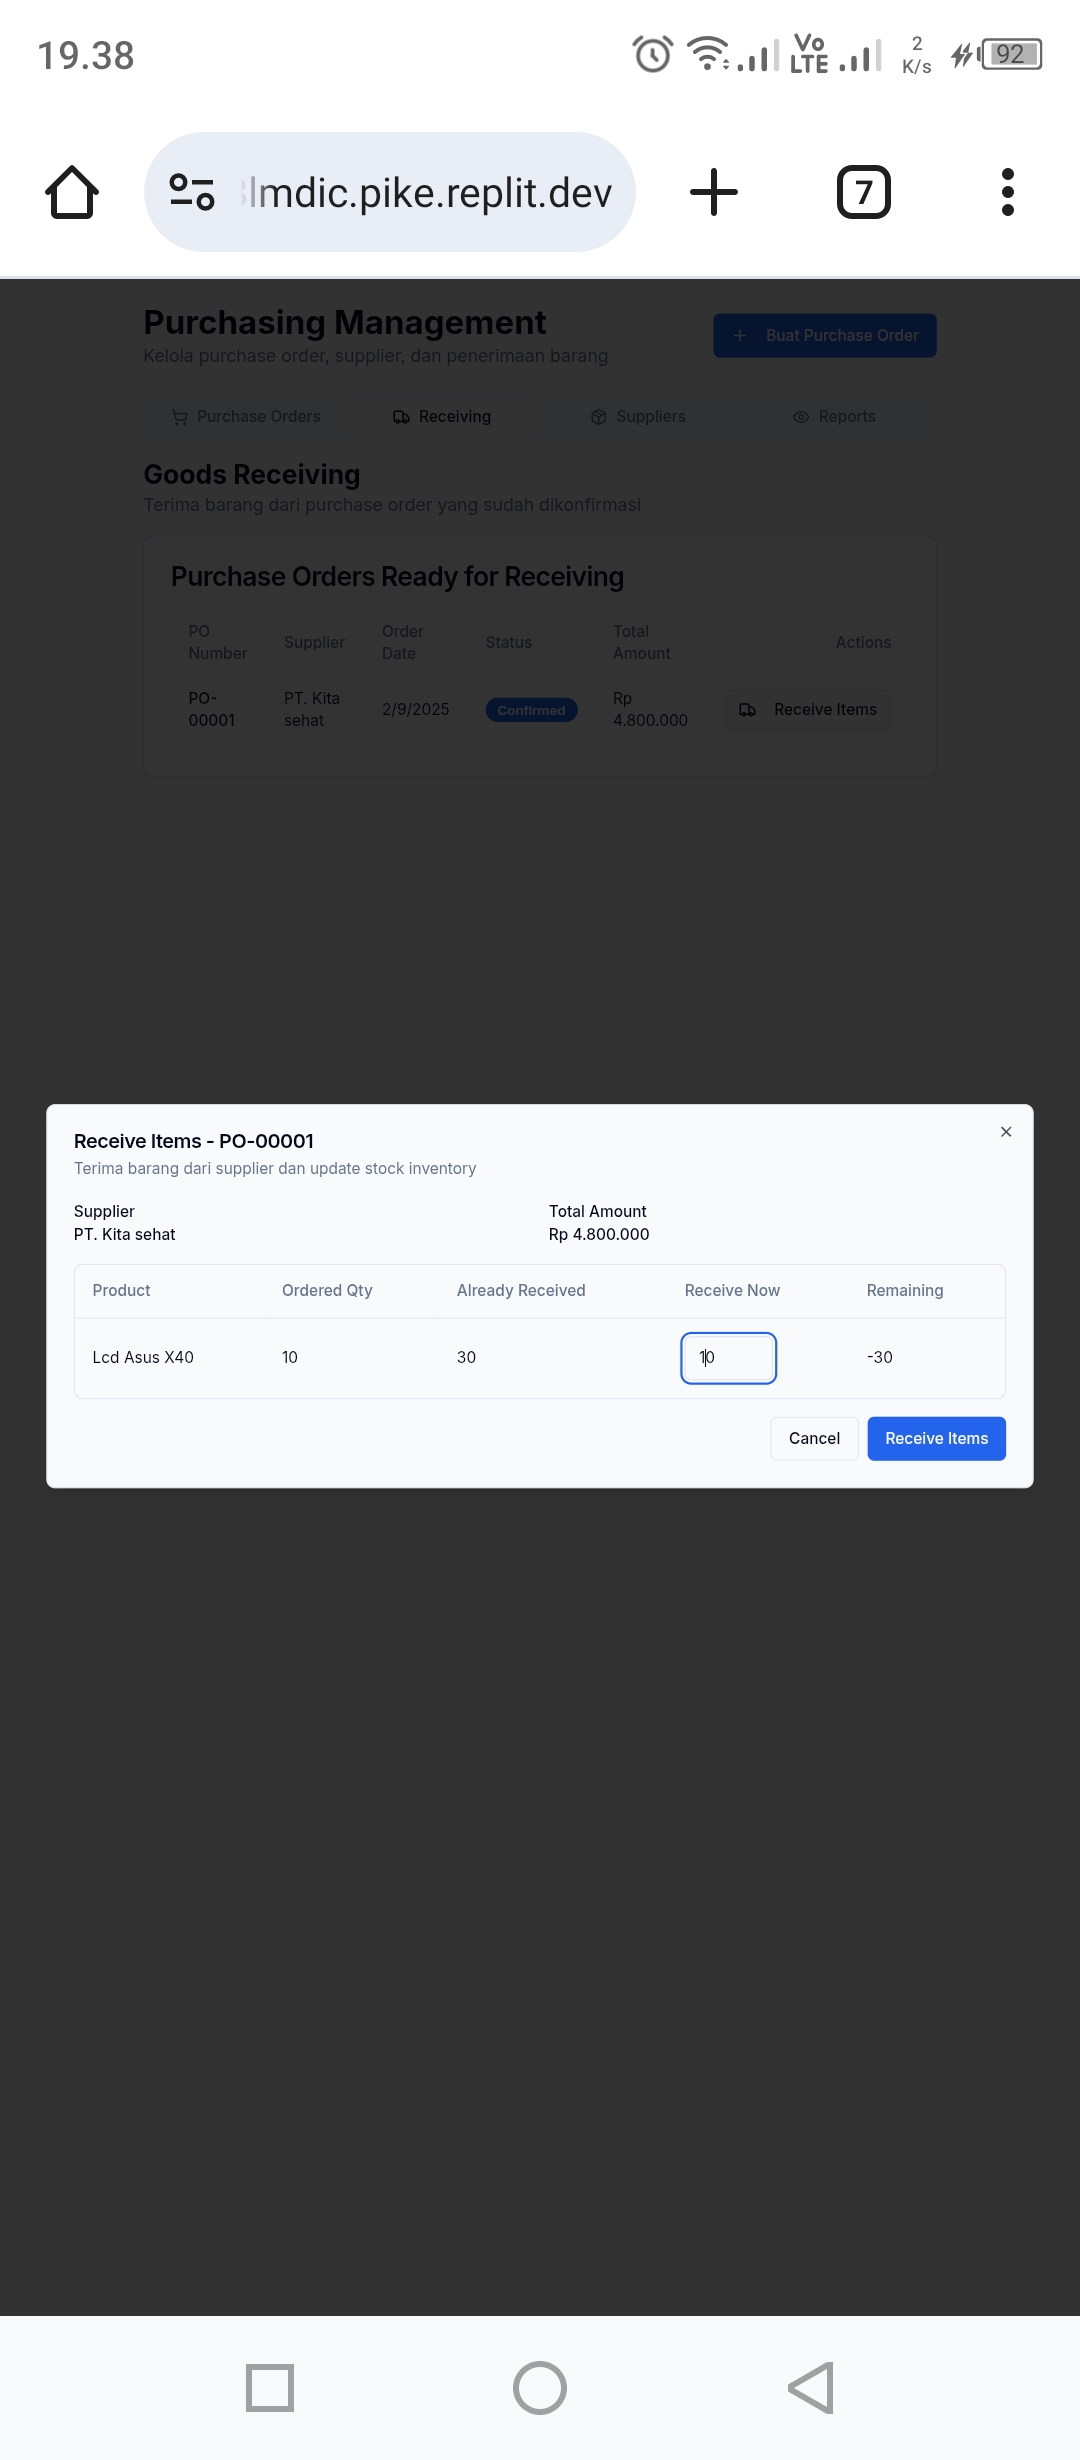 19.38
Vo LTE
2 K/s
92
lmdic.pike.replit.dev
7
Purchasing Management
Kelola purchase order, supplier, dan penerimaan barang
Buat Purchase Order
Purchase Orders
Receiving
Suppliers
Reports
Goods Receiving
Terima barang dari purchase order yang sudah dikonfirmasi
Purchase Orders Ready for Receiving
PO Number
Supplier
Order Date
Status
Total Amount
Actions
PO-00001
PT. Kita sehat
2/9/2025
Confirmed
Rp 4.800.000
Receive Items
Receive Items - PO-00001
Terima barang dari supplier dan update stock inventory
Supplier
PT. Kita sehat
Total Amount
Rp 4.800.000
Product
Ordered Qty
Already Received
Receive Now
Remaining
Lcd Asus X40
10
30
10
-30
Cancel
Receive Items